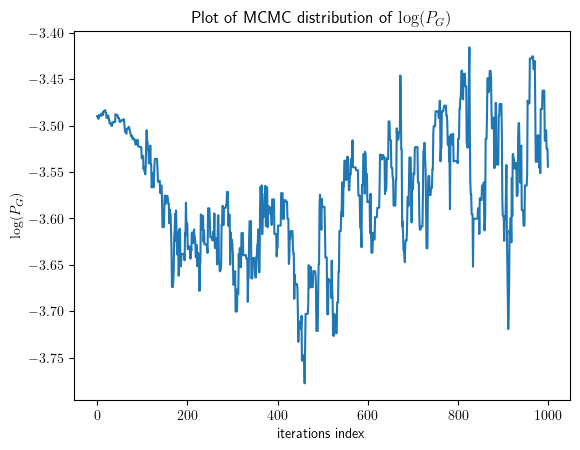 Plot of MCMC distribution of log(P_G)
log(P_G)
−3.40
−3.45
−3.50
−3.55
−3.60
−3.65
−3.70
−3.75
0 200 400 600 800 1000
iterations index